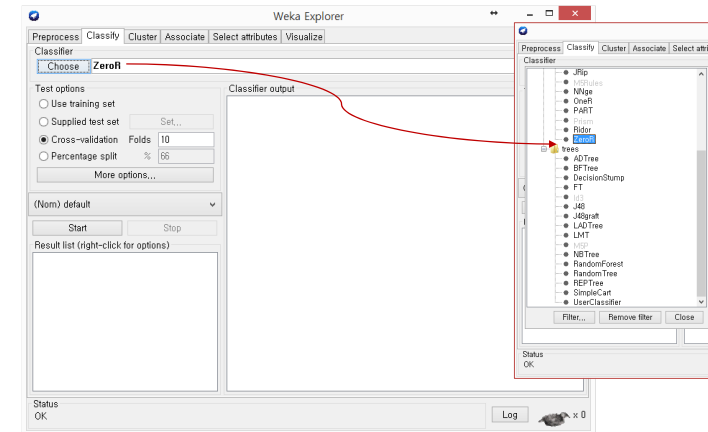 Weka Explorer
Preprocess Classify Cluster Associate Select attributes Visualize
Classifier
Choose ZeroR
Test options
Use training set
Supplied test set Set...
Cross-validation Folds 10
Percentage split % 66
More options...
(Nom) default
Start Stop
Result list (right-click for options)
Classifier output
Status
OK
Log x 0
Preprocess Classify Cluster Associate Select attri
Classifier
JRip
M5Rules
NNge
OneR
PART
Prism
Ridor
ZeroR
trees
ADTree
BFTree
DecisionStump
FT
Id3
J48
J48graft
LADTree
LMT
M5P
NBTree
RandomForest
RandomTree
REPTree
SimpleCart
UserClassifier
Filter... Remove filter Close
Status
OK